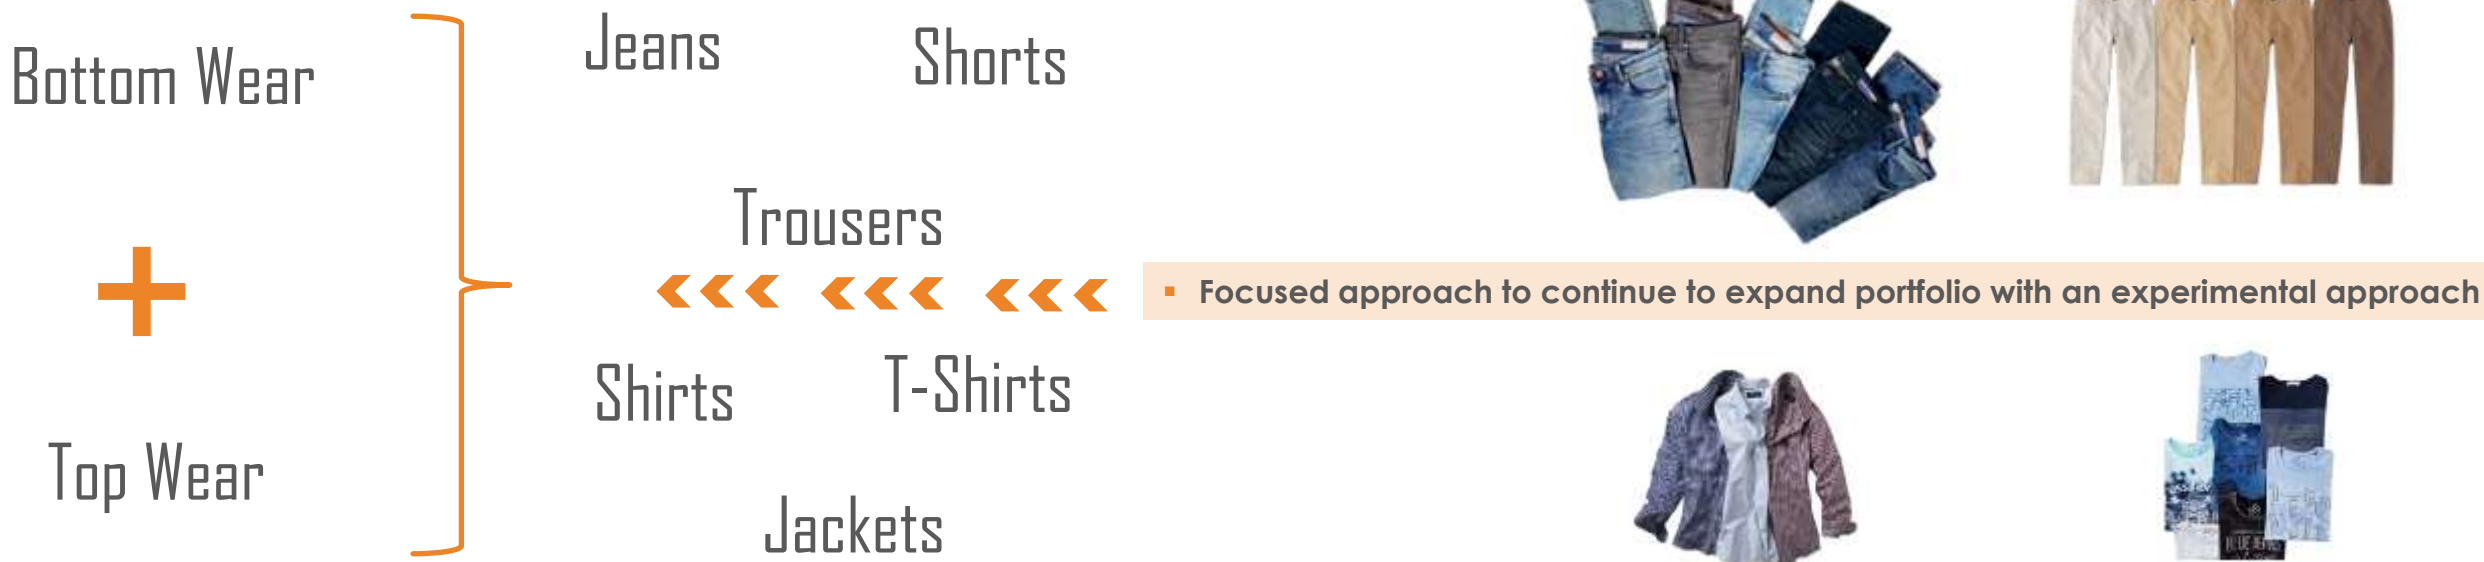 Bottom Wear
Top Wear
Jeans
Shorts
Trousers
Shirts
T-Shirts
Jackets
▪ Focused approach to continue to expand portfolio with an experimental approach